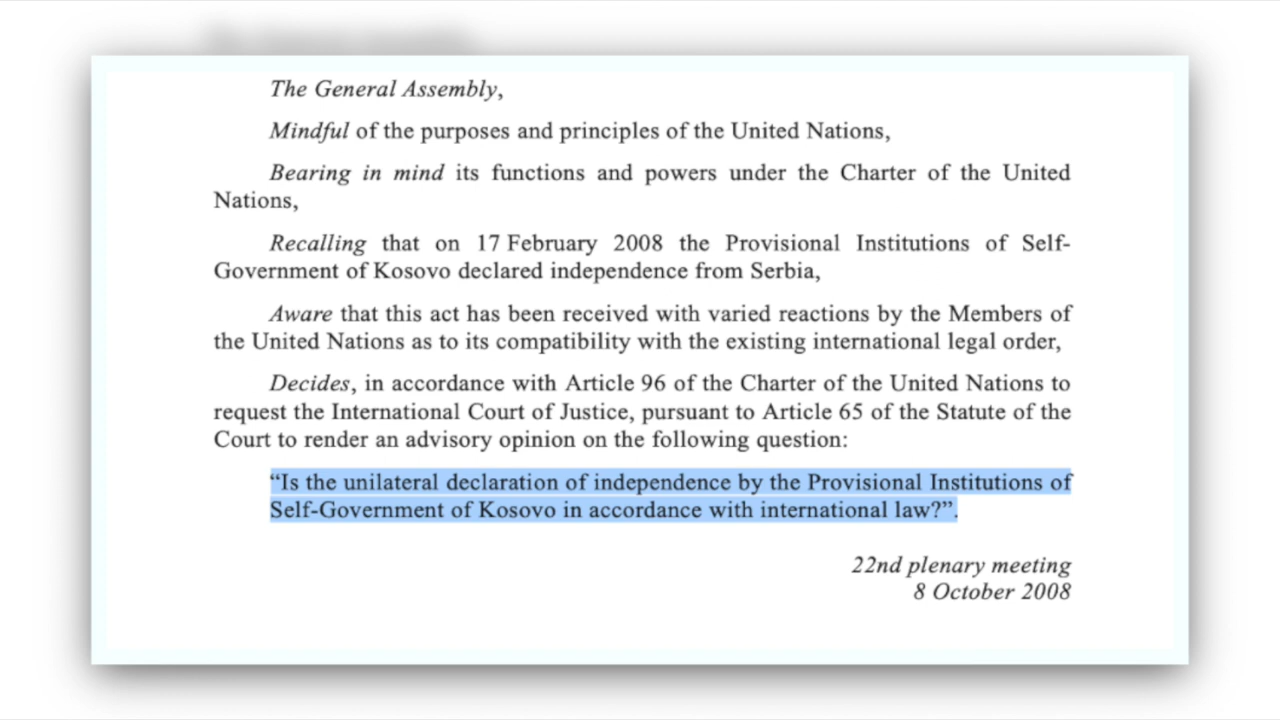 The General Assembly,
Mindful of the purposes and principles of the United Nations,
Bearing in mind its functions and powers under the Charter of the United
Nations,
Recalling that on 17 February 2008 the Provisional Institutions of Self-
Government of Kosovo declared independence from Serbia,
Aware that this act has been received with varied reactions by the Members of
the United Nations as to its compatibility with the existing international legal order,
Decides, in accordance with Article 96 of the Charter of the United Nations to
request the International Court of Justice, pursuant to Article 65 of the Statute of the
Court to render an advisory opinion on the following question:
“Is the unilateral declaration of independence by the Provisional Institutions of
Self-Government of Kosovo in accordance with international law?”.
22nd plenary meeting
8 October 2008